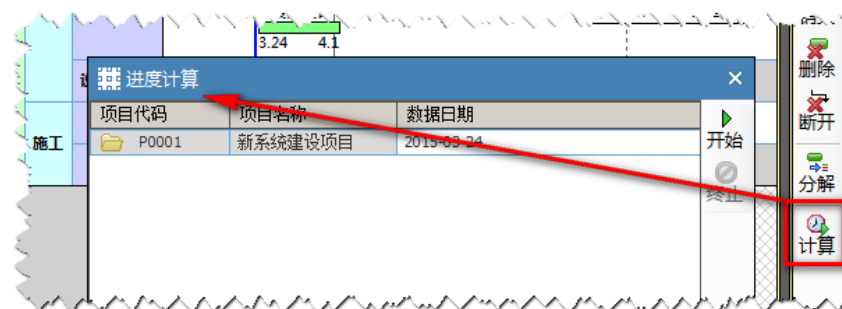 3.24 4.1
删除
进度计算
项目代码 项目名称 数据日期
断开
P0001 新系统建设项目 2015-03-24
开始
施工
分解
终止
计算